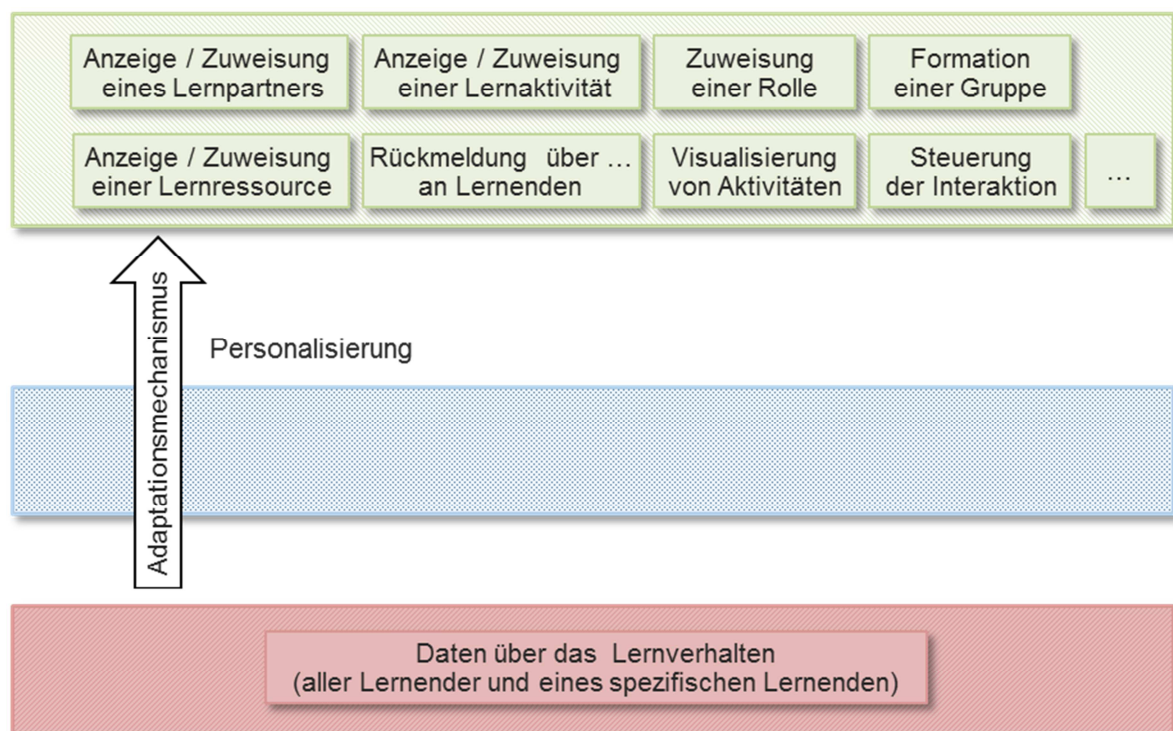 Anzeige / Zuweisung
eines Lernpartners
Anzeige / Zuweisung
einer Lernaktivität
Zuweisung
einer Rolle
Formation
einer Gruppe
Anzeige / Zuweisung
einer Lernressource
Rückmeldung über …
an Lernenden
Visualisierung
von Aktivitäten
Steuerung
der Interaktion
…
Adaptationsmechanismus
Personalisierung
Daten über das Lernverhalten
(aller Lernender und eines spezifischen Lernenden)